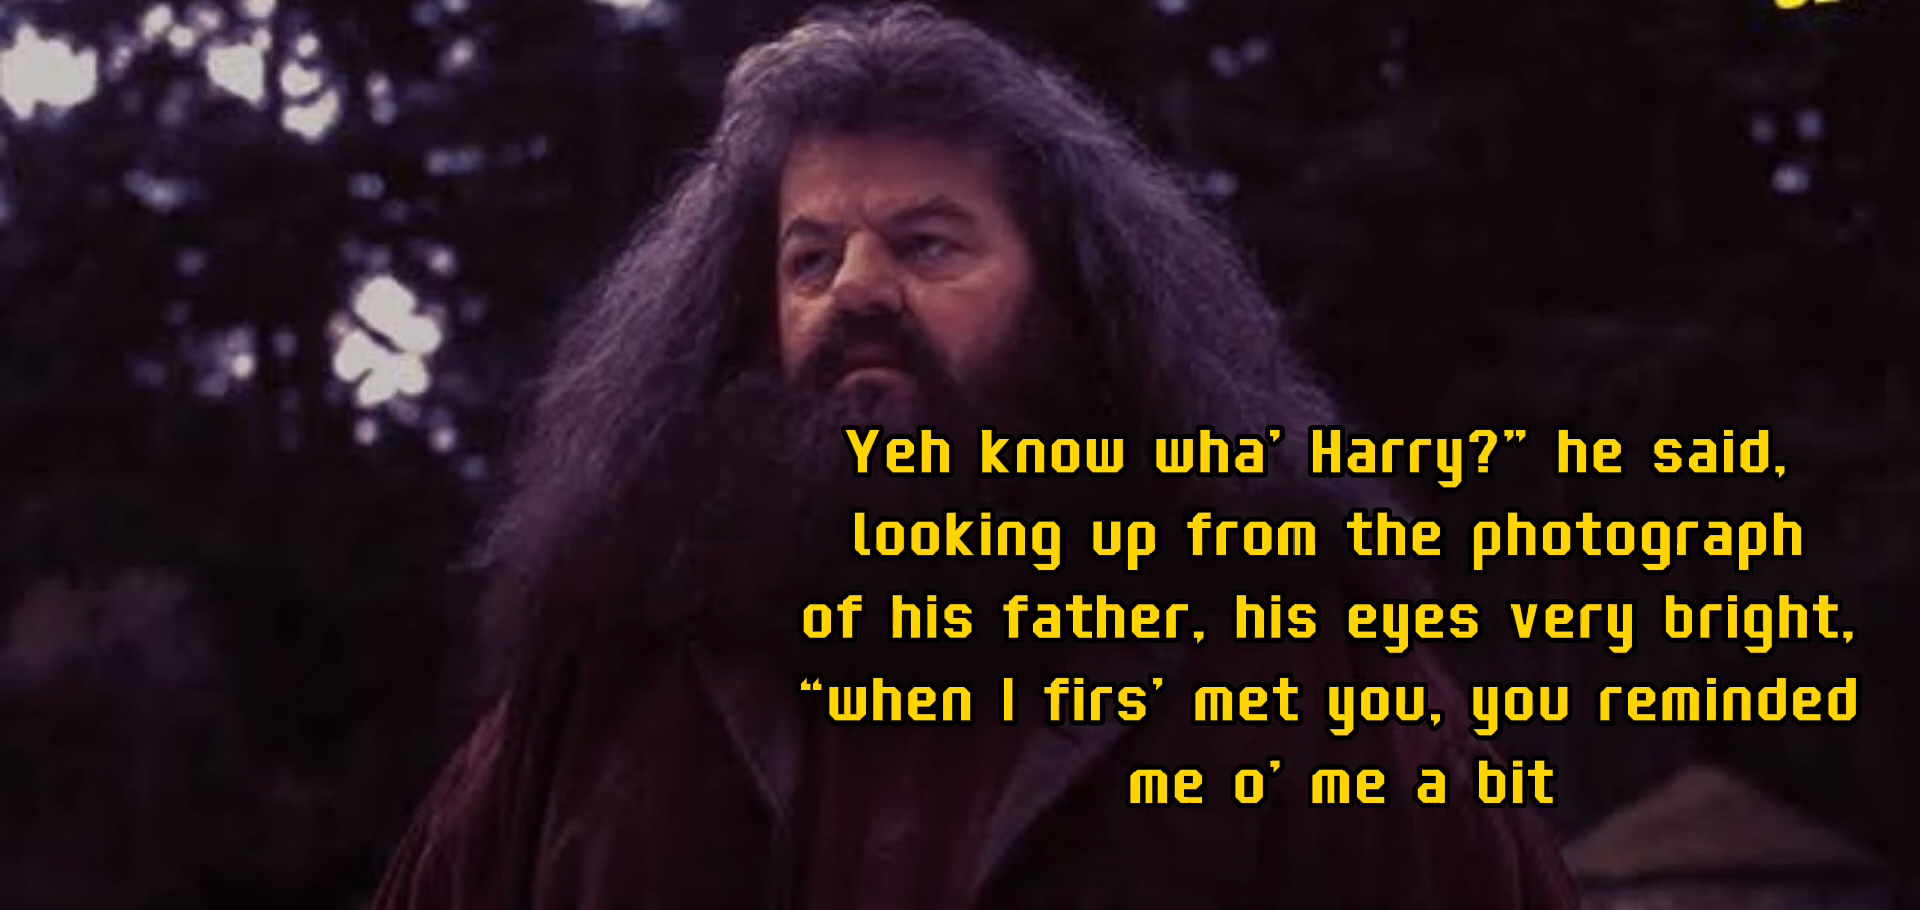 Yeh know wha’ Harry?” he said,
looking up from the photograph
of his father, his eyes very bright,
“when I firs’ met you, you reminded
me o’ me a bit